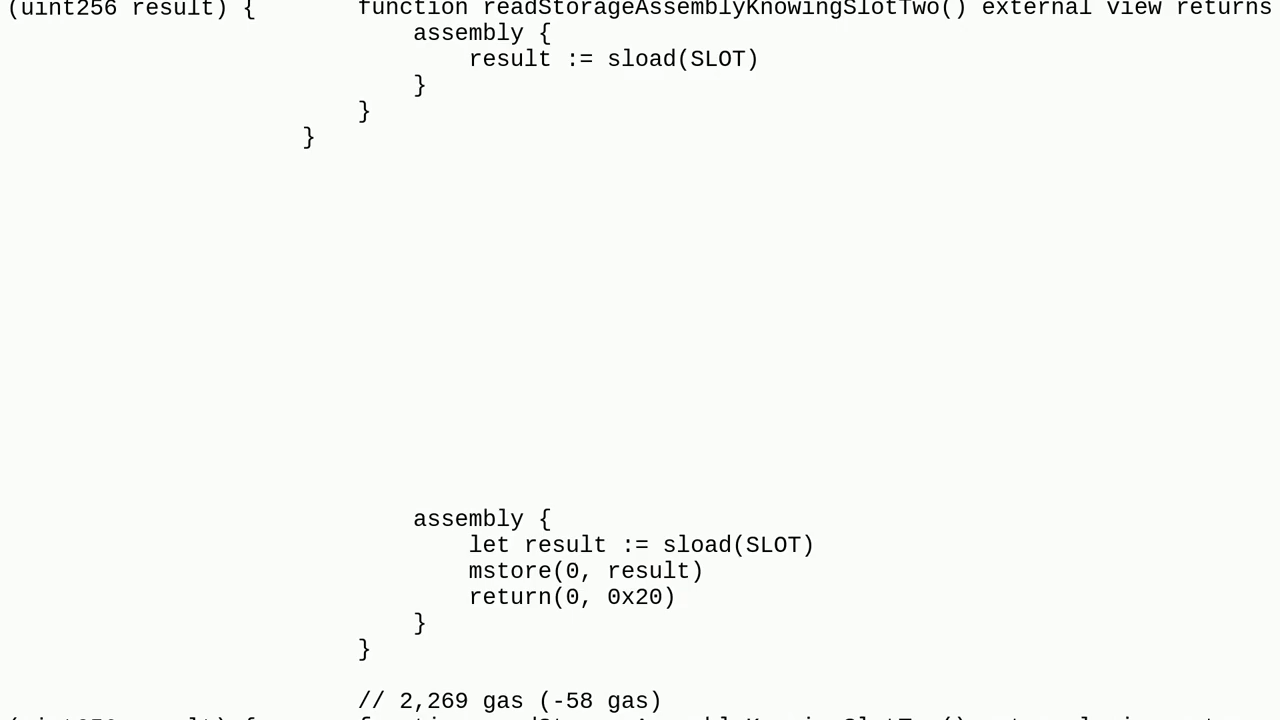 (uint256 result) { function readStorageAssemblyKnowingSlotTwo() external view returns
assembly {
result := sload(SLOT)
}
}
}
assembly {
let result := sload(SLOT)
mstore(0, result)
return(0, 0x20)
}
}
// 2,269 gas (-58 gas)